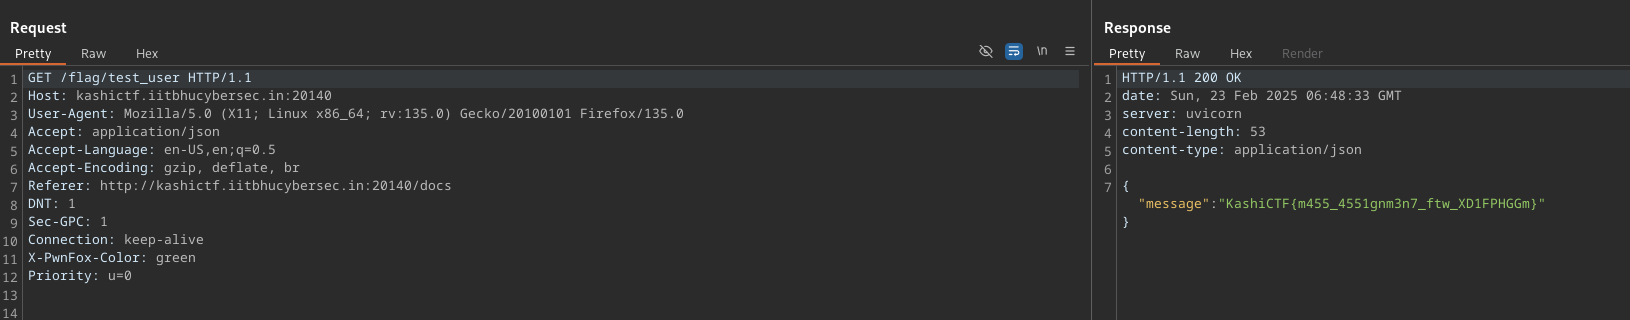 Request
Pretty Raw Hex
\n
1 GET /flag/test_user HTTP/1.1
2 Host: kashictf.iitbhucybersec.in:20140
3 User-Agent: Mozilla/5.0 (X11; Linux x86_64; rv:135.0) Gecko/20100101 Firefox/135.0
4 Accept: application/json
5 Accept-Language: en-US,en;q=0.5
6 Accept-Encoding: gzip, deflate, br
7 Referer: http://kashictf.iitbhucybersec.in:20140/docs
8 DNT: 1
9 Sec-GPC: 1
10 Connection: keep-alive
11 X-PwnFox-Color: green
12 Priority: u=0
13
14
Response
Pretty Raw Hex Render
1 HTTP/1.1 200 OK
2 date: Sun, 23 Feb 2025 06:48:33 GMT
3 server: uvicorn
4 content-length: 53
5 content-type: application/json
6
7 {
"message":"KashiCTF{m455_4551gnm3n7_ftw_XD1FPHGGm}"
}